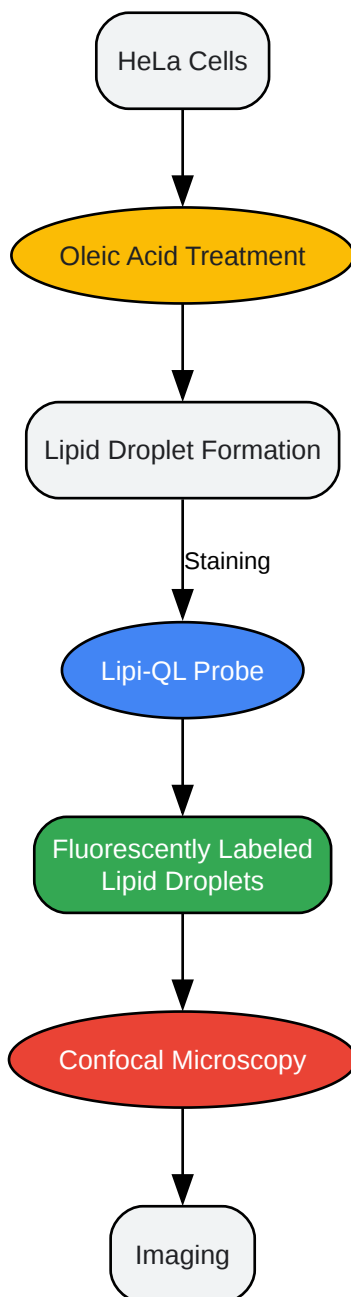 HeLa Cells
Oleic Acid Treatment
Lipid Droplet Formation
Staining
Lipi-QL Probe
Fluorescently Labeled
Lipid Droplets
Confocal Microscopy
Imaging